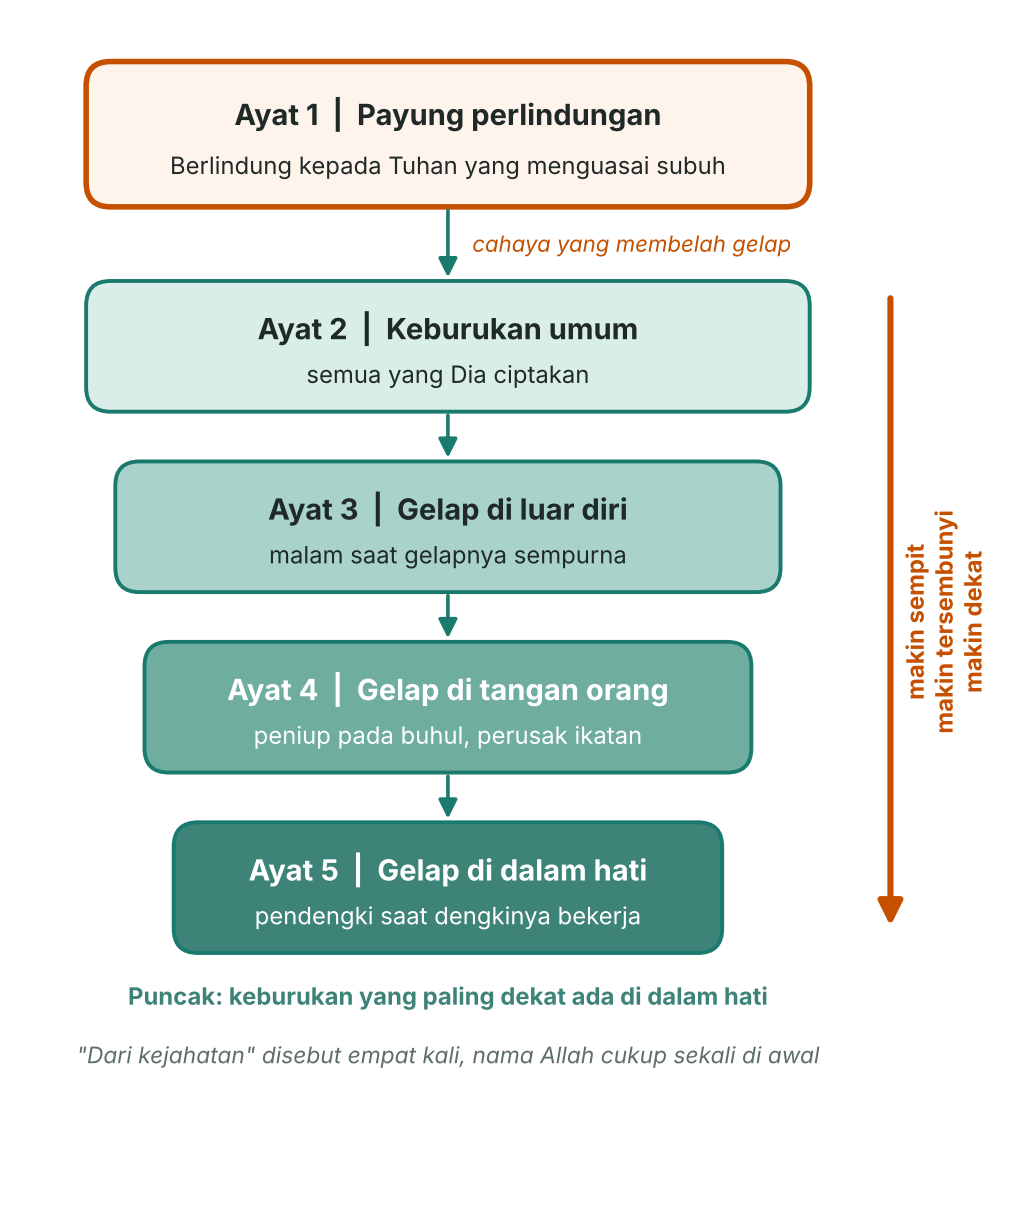 Ayat 1 | Payung perlindungan
Berlindung kepada Tuhan yang menguasai subuh
cahaya yang membelah gelap
Ayat 2 | Keburukan umum
semua yang Dia ciptakan
Ayat 3 | Gelap di luar diri
malam saat gelapnya sempurna
Ayat 4 | Gelap di tangan orang
peniup pada buhul, perusak ikatan
Ayat 5 | Gelap di dalam hati
pendengki saat dengkinya bekerja
makin sempit
makin tersembunyi
makin dekat
Puncak: keburukan yang paling dekat ada di dalam hati
"Dari kejahatan" disebut empat kali, nama Allah cukup sekali di awal